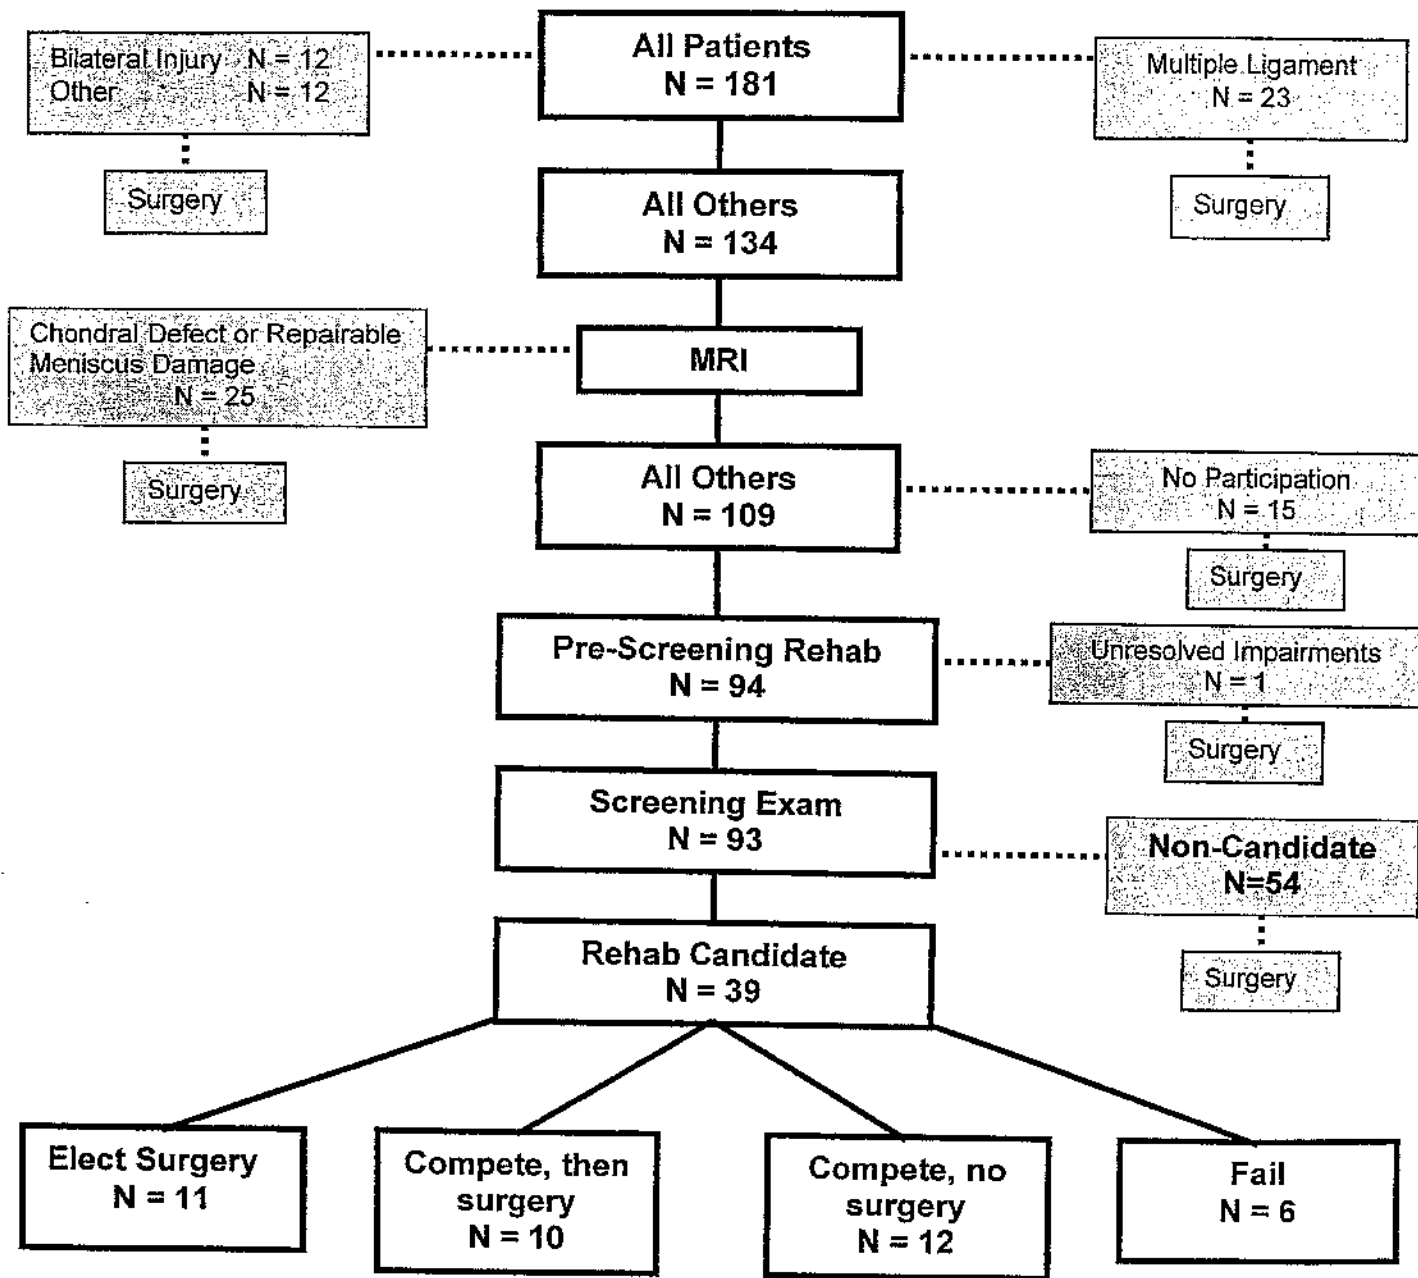 All Patients
N = 181
Bilateral Injury N = 12
Other N = 12
Surgery
Multiple Ligament
N = 23
Surgery
All Others
N = 134
MRI
Chondral Defect or Repairable
Meniscus Damage
N = 25
Surgery
All Others
N = 109
No Participation
N = 15
Surgery
Pre-Screening Rehab
N = 94
Unresolved Impairments
N = 1
Surgery
Screening Exam
N = 93
Non-Candidate
N=54
Surgery
Rehab Candidate
N = 39
Elect Surgery
N = 11
Compete, then
surgery
N = 10
Compete, no
surgery
N = 12
Fail
N = 6